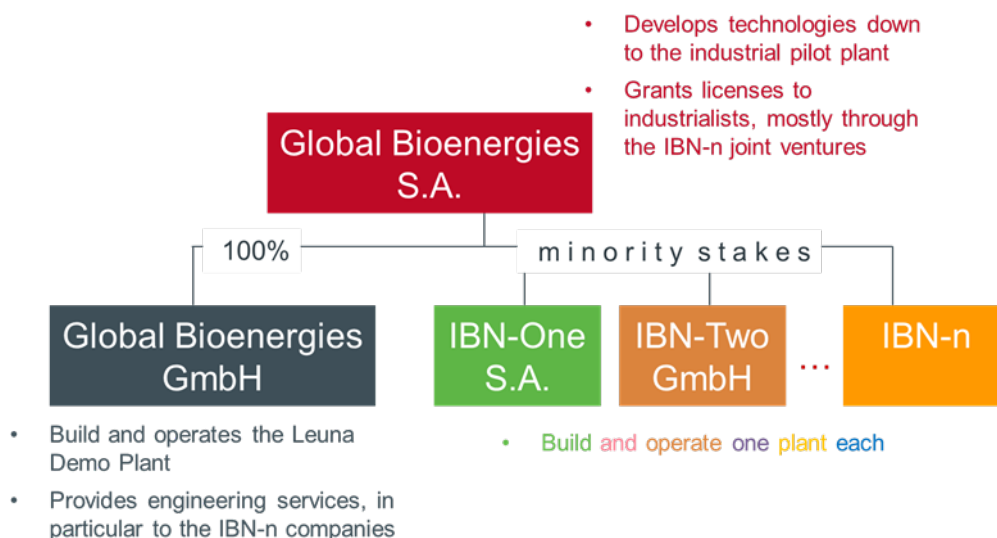 • Develops technologies down
to the industrial pilot plant
• Grants licenses to
industrialists, mostly through
the IBN-n joint ventures
Global Bioenergies
S.A.
100%
minority stakes
Global Bioenergies
GmbH
IBN-One
S.A.
IBN-Two
GmbH
...
IBN-n
• Build and operates the Leuna
Demo Plant
• Provides engineering services, in
particular to the IBN-n companies
• Build and operate one plant each